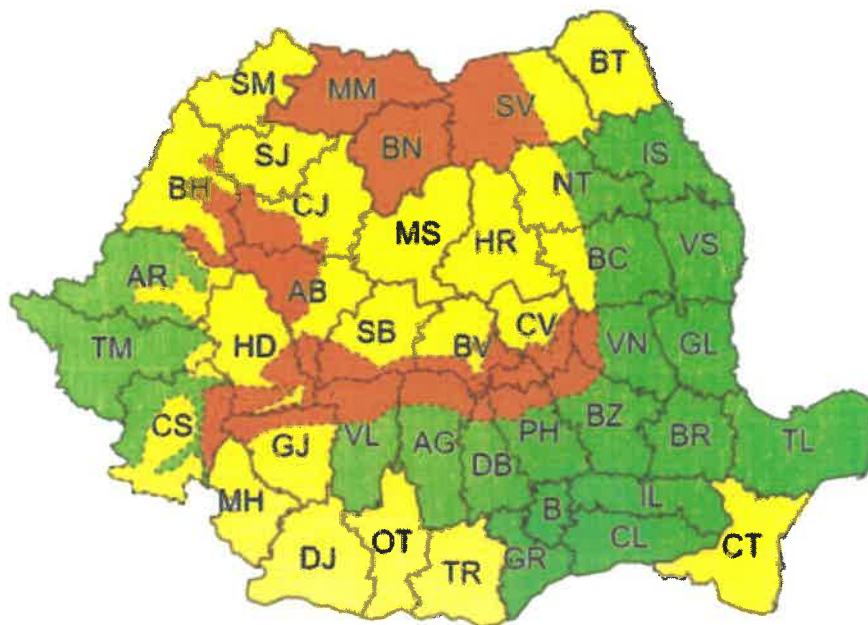 BT
SM
MM
SV
SJ
BN
IS
BH
NT
CJ
MS
HR
VS
AR
BC
AB
TM
HD
SB
BV
CV
VN
GL
CS
GJ
VL
AG
PH
BZ
BR
TL
DB
MH
B
IL
OT
DJ
TR
GR
CL
CT